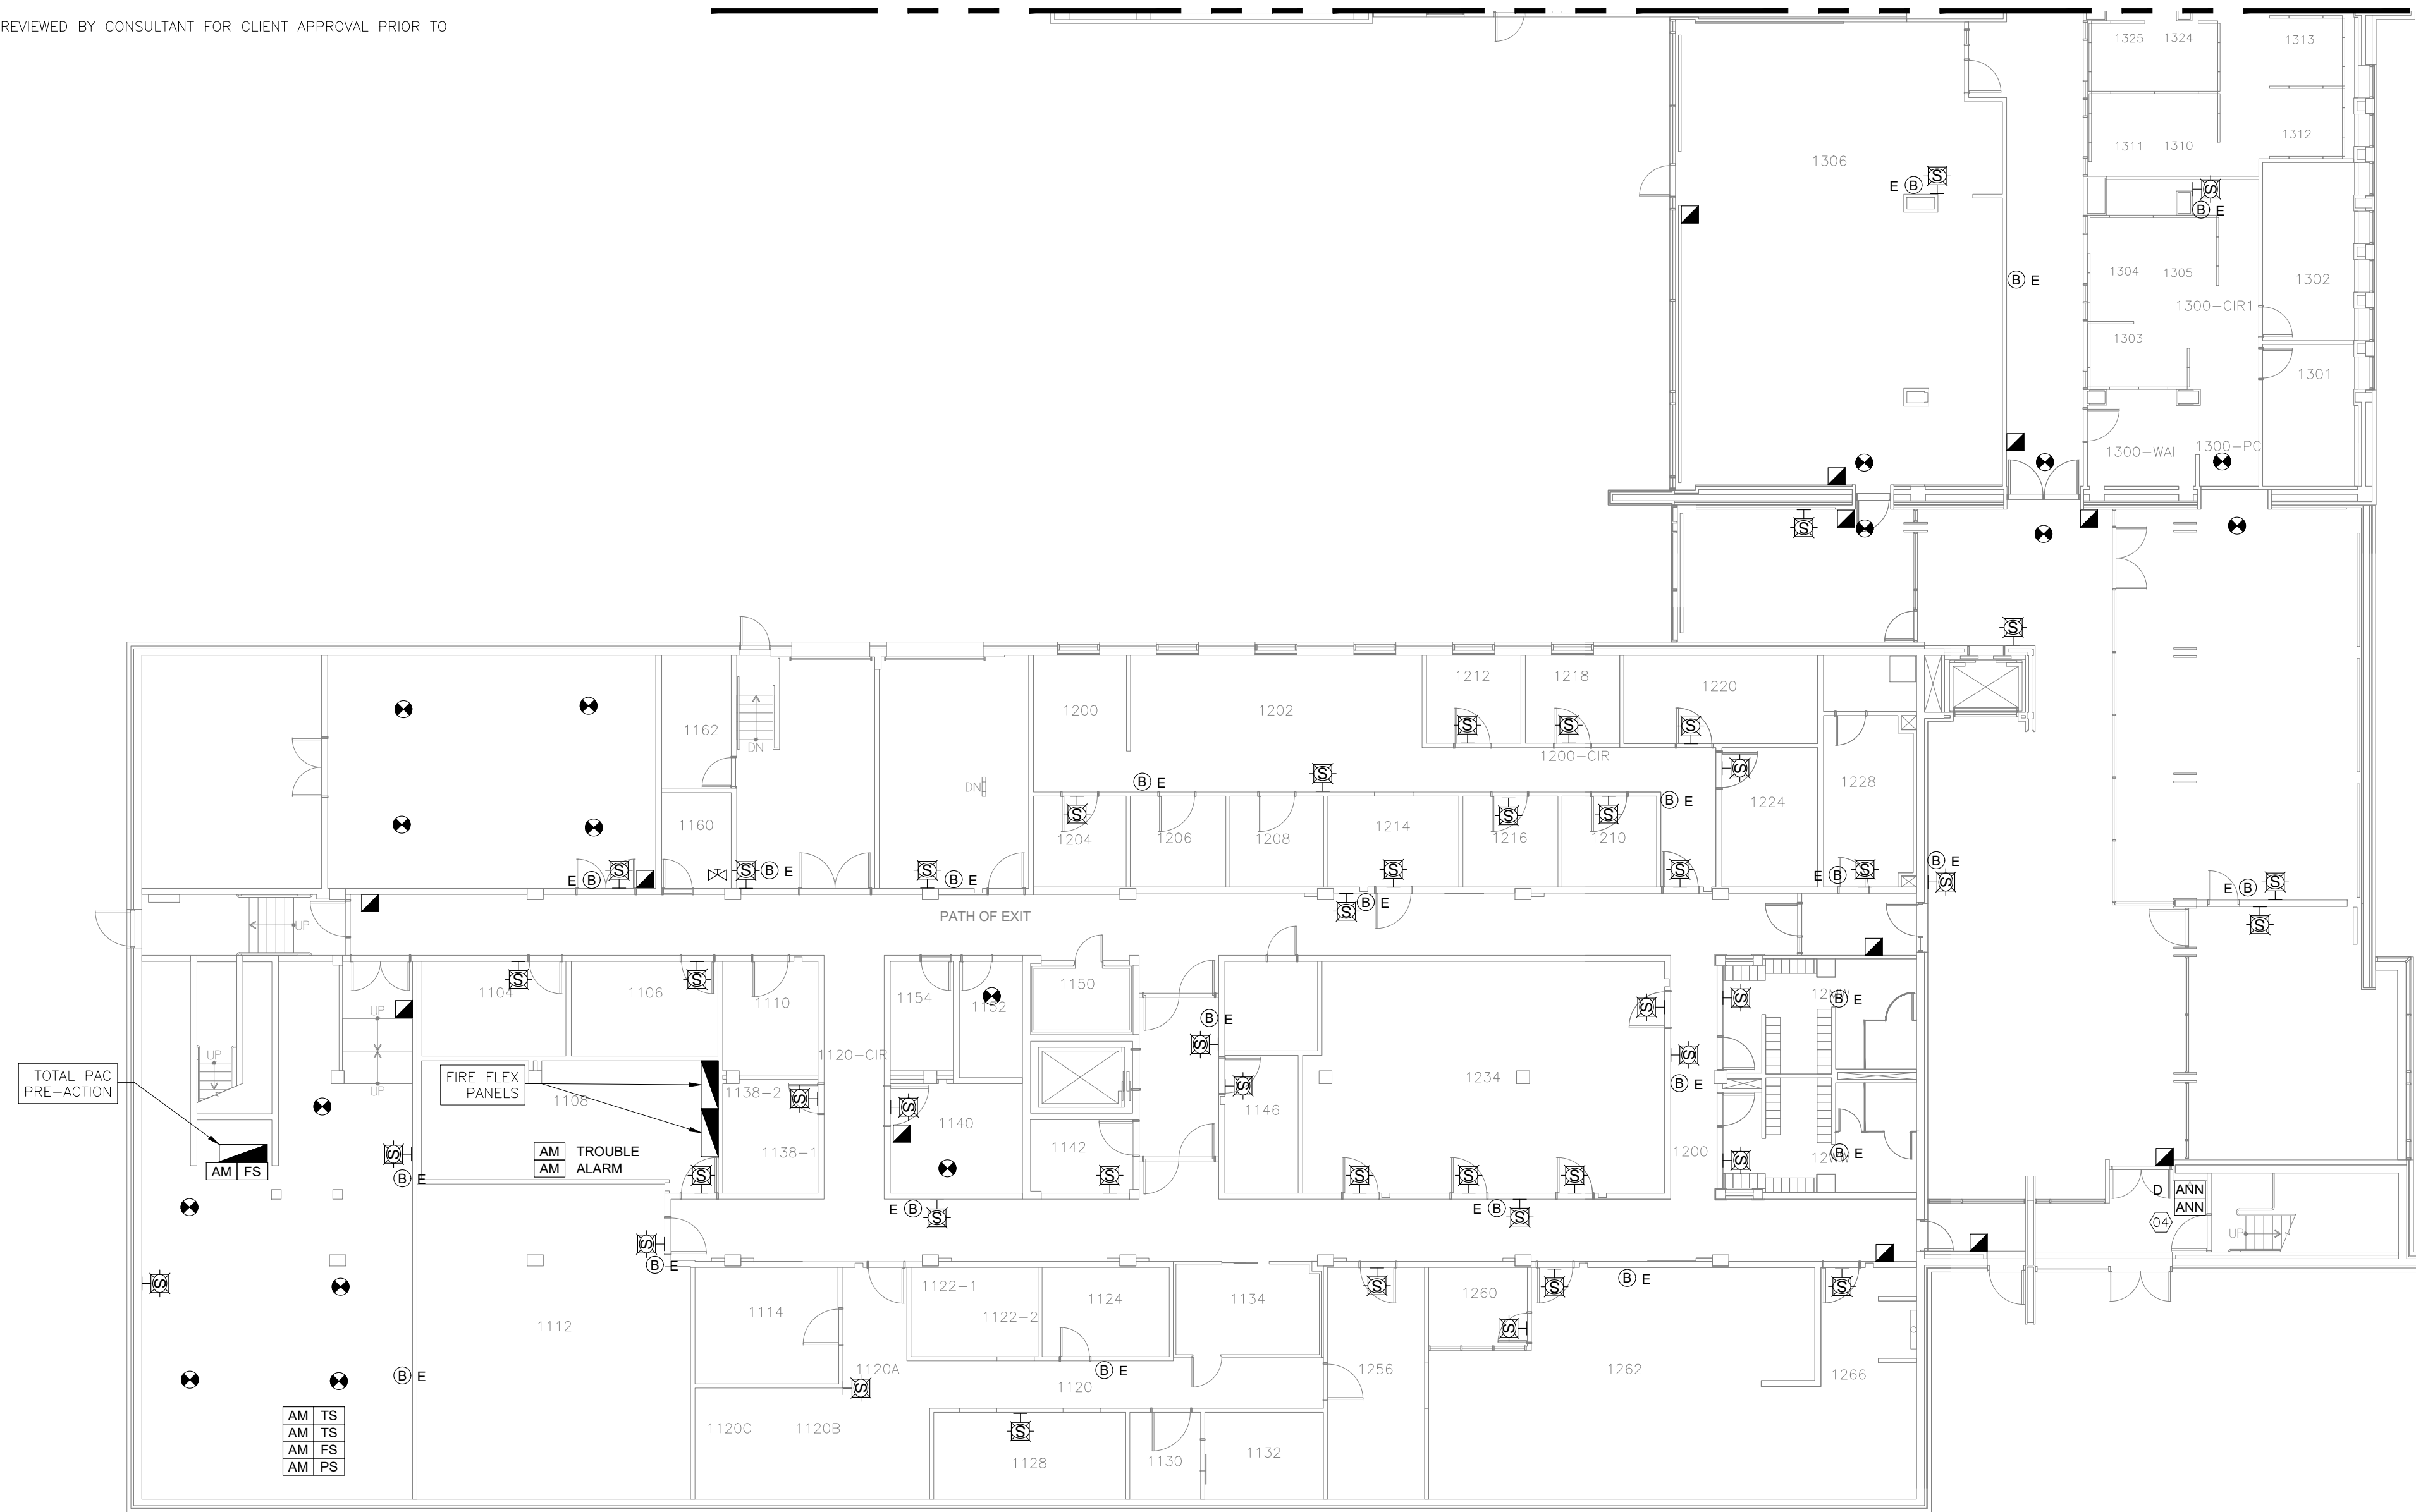 REVIEWED BY CONSULTANT FOR CLIENT APPROVAL PRIOR TO
1325 1324 1313
1311 1310 1312
1306
E B S
S
B E
1304 1305 1302
B E
1300-CIR1
1303
1301
1300-WAI 1300-PC
S
S
1212 1218 1220
1200 1202
1162
DN
S S S
1200-CIR
S S
1228
DN
B E
1224
B E
1160
S S S
1204 1206 1208 1214 1216 1210
E B S
S B E
S B E
S S
E B S
B E
S
E B S
S B E
PATH OF EXIT
UP
S
S S
1104 1106 1110 1154 1152 1150
S
S
B E
UP
B E
S
S
1120-CIR
UP
1234
S
B E
TOTAL PAC
PRE-ACTION
UP
FIRE FLEX
PANELS
1108
1138-2
S
S
S
1146
1140
1142
1138-1
1200
AM TROUBLE
AM ALARM
S
B E
S
AM FS
B E
S S S S S
D ANN
ANN
04
UP
E B S
E B S
S
B E
S
1122-1
1124 1134
S
1260
S
B E
S
1114
1122-2
1112
S
B E
1120A
B E
1256 1262 1266
S
1120
AM TS
AM TS
AM FS
AM PS
1120C 1120B
S
1128 1130 1132